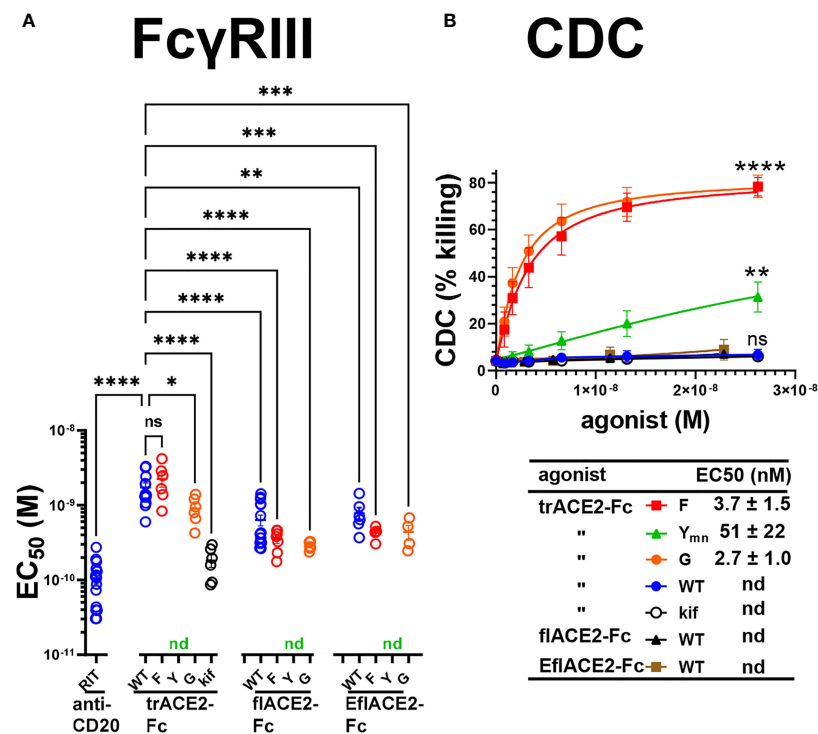 A
FcγRIII
***
***
**
****
****
****
****
****
*
ns
10⁻⁸
10⁻⁹
10⁻¹⁰
10⁻¹¹
EC₅₀ (M)
nd
nd
nd
RIT
WT
F
Y
G
kif
WT
F
Y
G
WT
F
Y
G
anti-
CD20
trACE2-
Fc
flACE2-
Fc
EflACE2-
Fc
B
CDC
CDC (% killing)
80
60
40
20
0
****
**
ns
0
1×10⁻⁸
2×10⁻⁸
3×10⁻⁸
agonist (M)
agonist EC50 (nM)
trACE2-Fc F 3.7 ± 1.5
" Yₘₙ 51 ± 22
" G 2.7 ± 1.0
" WT nd
" kif nd
flACE2-Fc WT nd
EflACE2-Fc WT nd